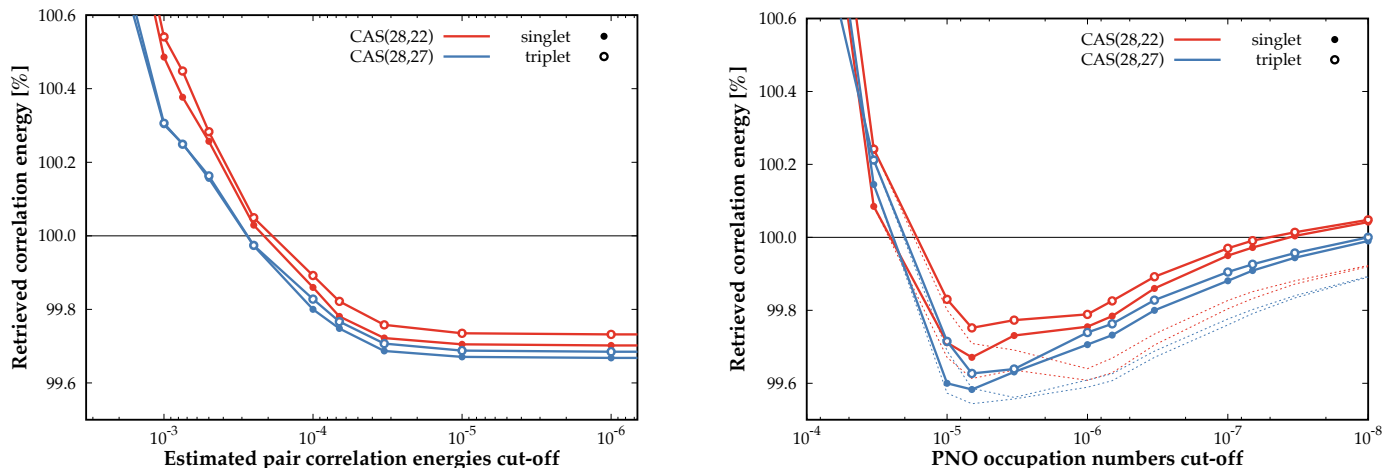 Retrieved correlation energy [%]
100.6
100.4
100.2
100.0
99.8
99.6
CAS(28,22) singlet
CAS(28,27) triplet
10-3 10-4 10-5 10-6
Estimated pair correlation energies cut-off
Retrieved correlation energy [%]
100.6
100.4
100.2
100.0
99.8
99.6
CAS(28,22) singlet
CAS(28,27) triplet
10-4 10-5 10-6 10-7 10-8
PNO occupation numbers cut-off